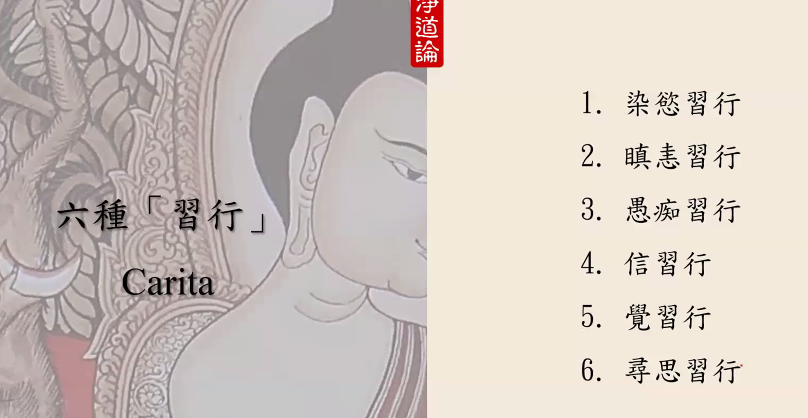 淨道論
六種「習行」
Carita
1. 染慾習行
2. 瞋恚習行
3. 愚痴習行
4. 信習行
5. 覺習行
6. 尋思習行